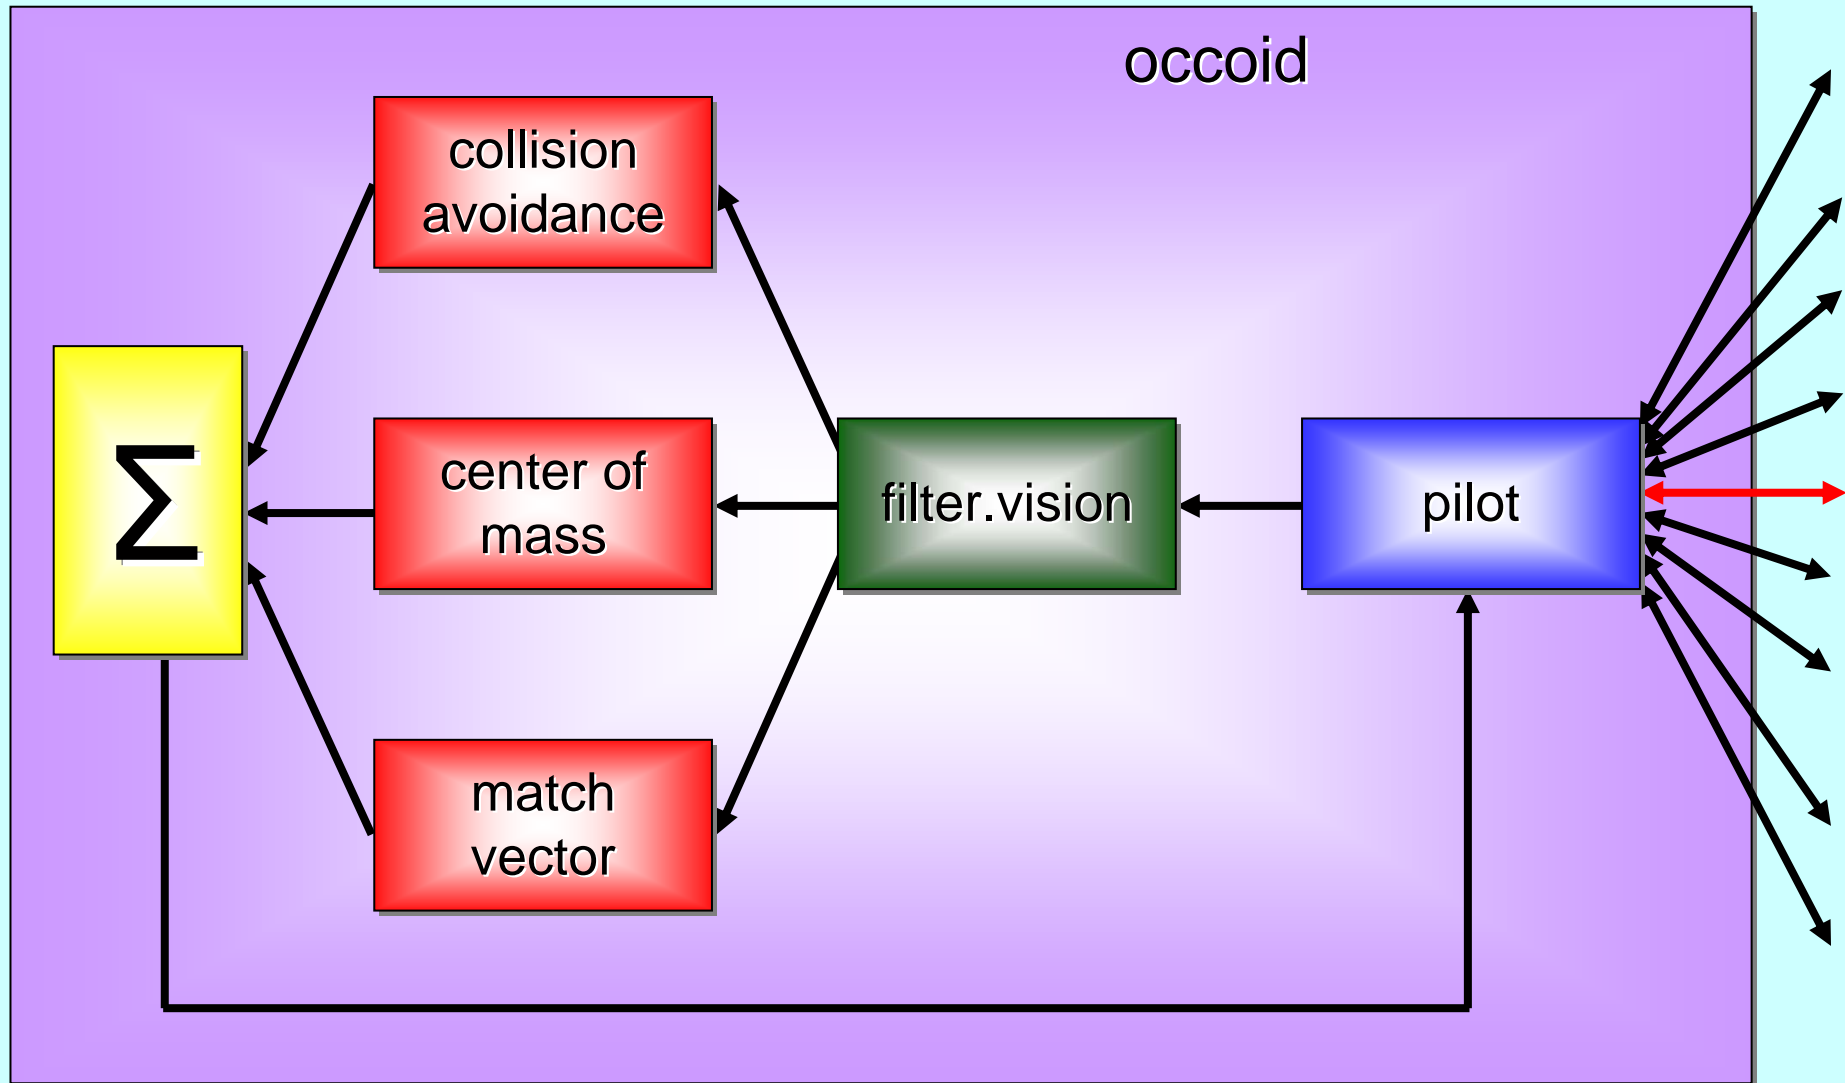 occoid
collision
avoidance
Σ
center of
mass
filter.vision
pilot
match
vector